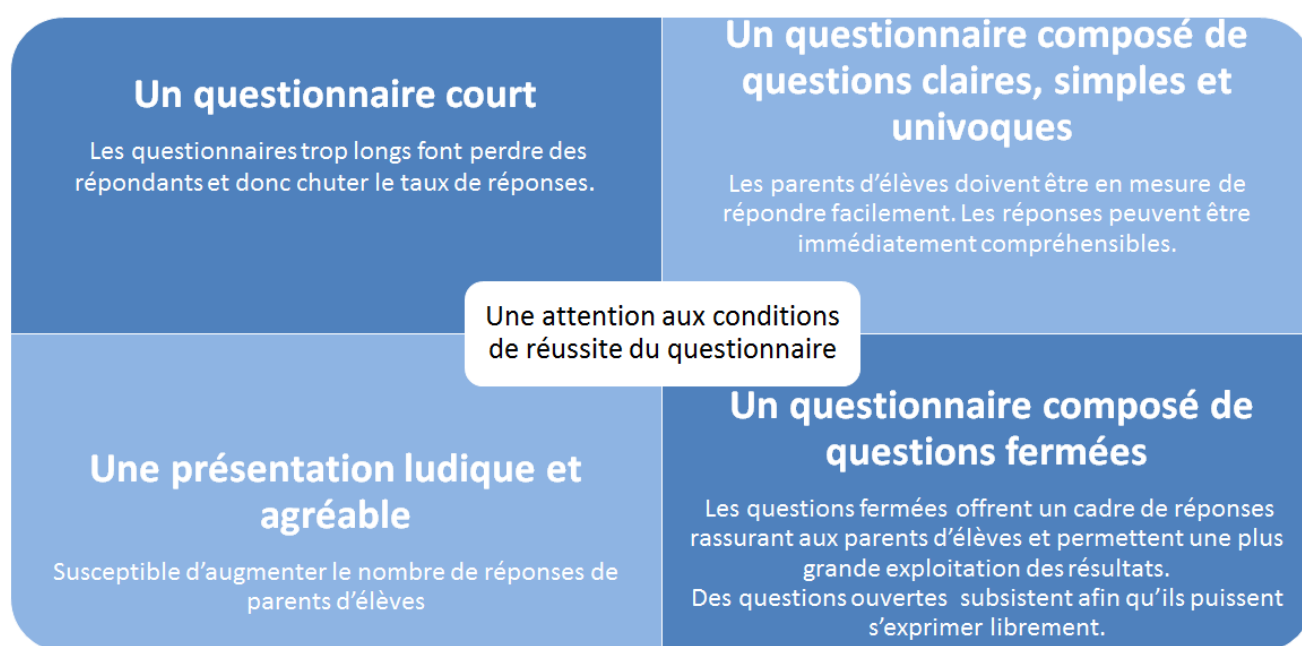 Un questionnaire court
Les questionnaires trop longs font perdre des
répondants et donc chuter le taux de réponses.
Un questionnaire composé de
questions claires, simples et
univoques
Les parents d’élèves doivent être en mesure de
répondre facilement. Les réponses peuvent être
immédiatement compréhensibles.
Une attention aux conditions
de réussite du questionnaire
Une présentation ludique et
agréable
Susceptible d’augmenter le nombre de réponses de
parents d’élèves
Un questionnaire composé de
questions fermées
Les questions fermées offrent un cadre de réponses
rassurant aux parents d’élèves et permettent une plus
grande exploitation des résultats.
Des questions ouvertes subsistent afin qu’ils puissent
s’exprimer librement.